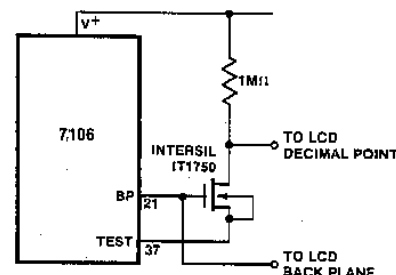 V+
1MΩ
7106
INTERSIL
IT1750
TO LCD
DECIMAL POINT
BP
21
TEST
37
TO LCD
BACK PLANE